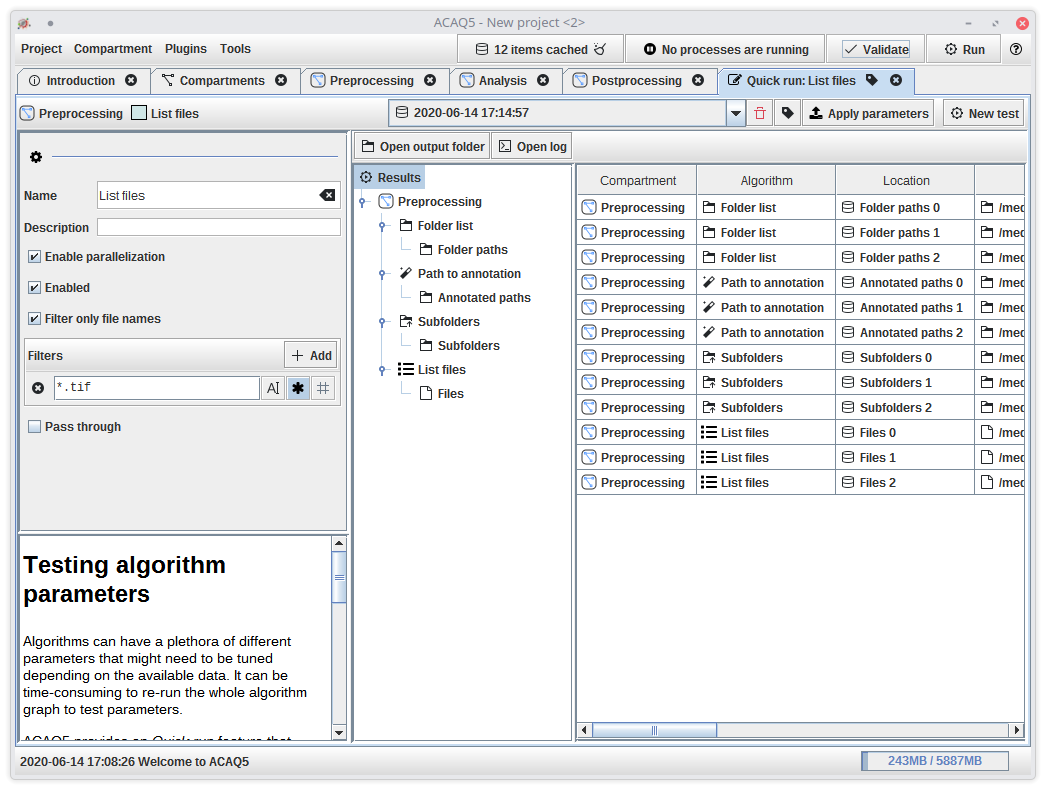 ACAQ5 - New project <2>
Project Compartment Plugins Tools 12 items cached No processes are running Validate Run
Introduction Compartments Preprocessing Analysis Postprocessing Quick run: List files
Preprocessing List files 2020-06-14 17:14:57 Apply parameters New test
Name List files
Description
Enable parallelization
Enabled
Filter only file names
Filters Add
*.tif
Pass through
Testing algorithm
parameters
Algorithms can have a plethora of different
parameters that might need to be tuned
depending on the available data. It can be
time-consuming to re-run the whole algorithm
graph to test parameters.
ACAQ5 provides an Quick run feature that
Open output folder Open log
Results
Preprocessing
Folder list
Folder paths
Path to annotation
Annotated paths
Subfolders
Subfolders
List files
Files
Compartment Algorithm Location
Preprocessing Folder list Folder paths 0 /med
Preprocessing Folder list Folder paths 1 /med
Preprocessing Folder list Folder paths 2 /med
Preprocessing Path to annotation Annotated paths 0 /med
Preprocessing Path to annotation Annotated paths 1 /med
Preprocessing Path to annotation Annotated paths 2 /med
Preprocessing Subfolders Subfolders 0 /med
Preprocessing Subfolders Subfolders 1 /med
Preprocessing Subfolders Subfolders 2 /med
Preprocessing List files Files 0 /med
Preprocessing List files Files 1 /med
Preprocessing List files Files 2 /med
2020-06-14 17:08:26 Welcome to ACAQ5 243MB / 5887MB